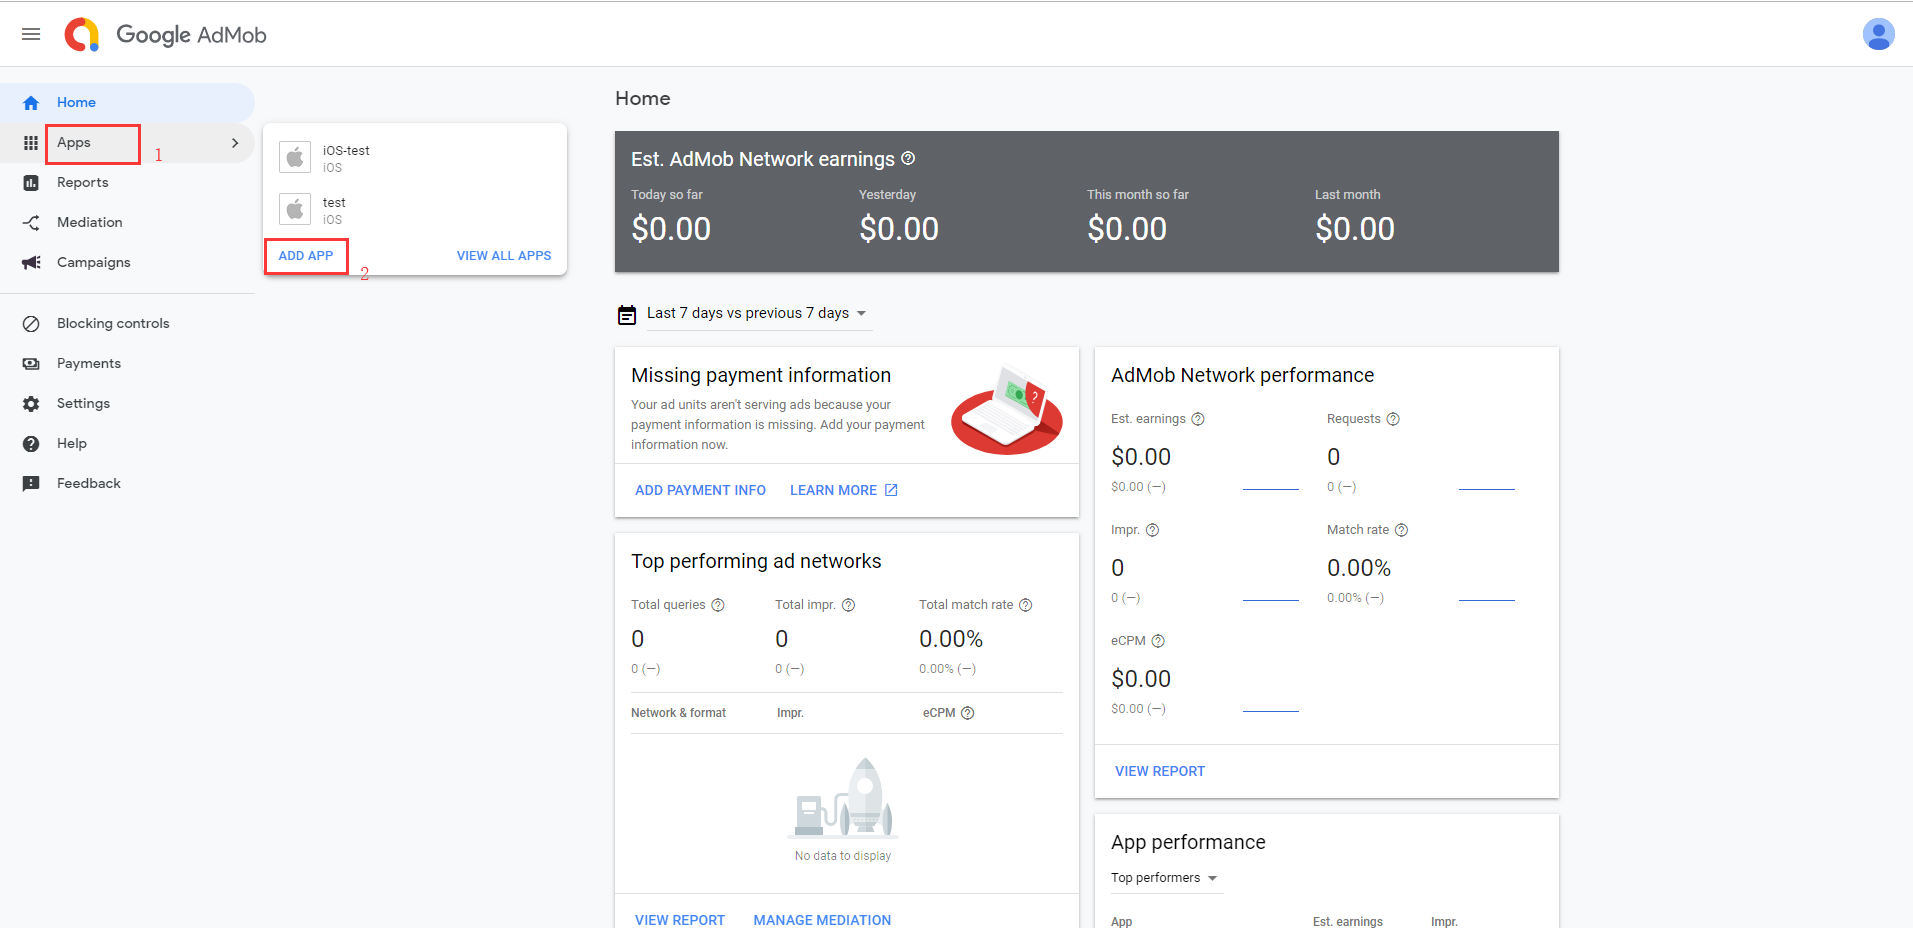 Google AdMob
Home
Apps
1
Reports
Mediation
Campaigns
Blocking controls
Payments
Settings
Help
Feedback
iOS-test
iOS
test
iOS
ADD APP
VIEW ALL APPS
2
Home
Est. AdMob Network earnings
Today so far
Yesterday
This month so far
Last month
$0.00
$0.00
$0.00
$0.00
Last 7 days vs previous 7 days
Missing payment information
Your ad units aren't serving ads because your
payment information is missing. Add your payment
information now.
ADD PAYMENT INFO
LEARN MORE
Top performing ad networks
Total queries
Total impr.
Total match rate
0
0
0.00%
0 (—)
0 (—)
0.00% (—)
Network & format
Impr.
eCPM
No data to display
VIEW REPORT
MANAGE MEDIATION
AdMob Network performance
Est. earnings
Requests
$0.00
0
$0.00 (—)
0 (—)
Impr.
Match rate
0
0.00%
0 (—)
0.00% (—)
eCPM
$0.00
$0.00 (—)
VIEW REPORT
App performance
Top performers
App
Est. earnings
Impr.